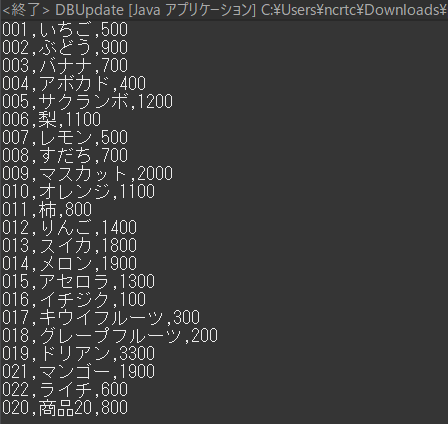 <終了> DBUpdate [Java アプリケーション] C:¥Users¥ncrtc¥Downloads¥
001,いちご,500
002,ぶどう,900
003,バナナ,700
004,アボカド,400
005,サクランボ,1200
006,梨,1100
007,レモン,500
008,すだち,700
009,マスカット,2000
010,オレンジ,1100
011,柿,800
012,りんご,1400
013,スイカ,1800
014,メロン,1900
015,アセロラ,1300
016,イチジク,100
017,キウイフルーツ,300
018,グレープフルーツ,200
019,ドリアン,3300
021,マンゴー,1900
022,ライチ,600
020,商品20,800